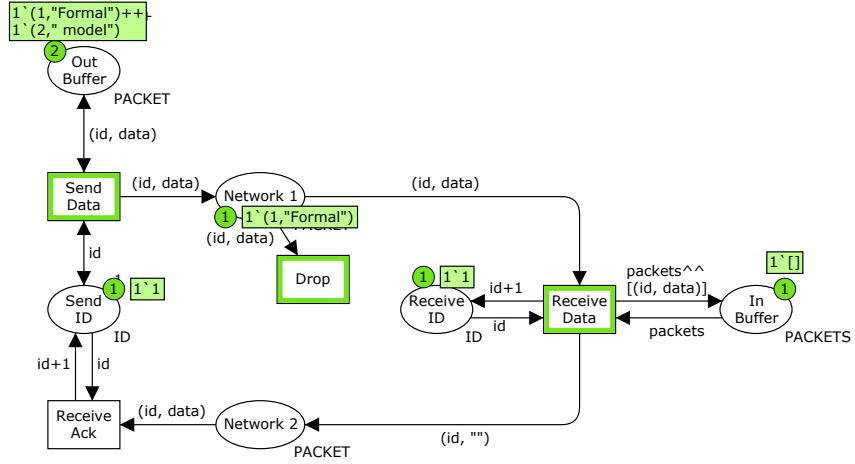 1`(1,"Formal")+++
1`(2," model")
2
Out
Buffer
PACKET
(id, data)
Send
Data
(id, data)
Network 1
(id, data)
1
1`(1,"Formal")
PACKET
(id, data)
id
Drop
1
Send
ID
1
1`1
ID
1
1`1
Receive
ID
ID
id+1
id
Receive
Data
packets^^
[(id, data)]
packets
1`[]
1
In
Buffer
PACKETS
id+1
id
Receive
Ack
(id, data)
Network 2
PACKET
(id, "")